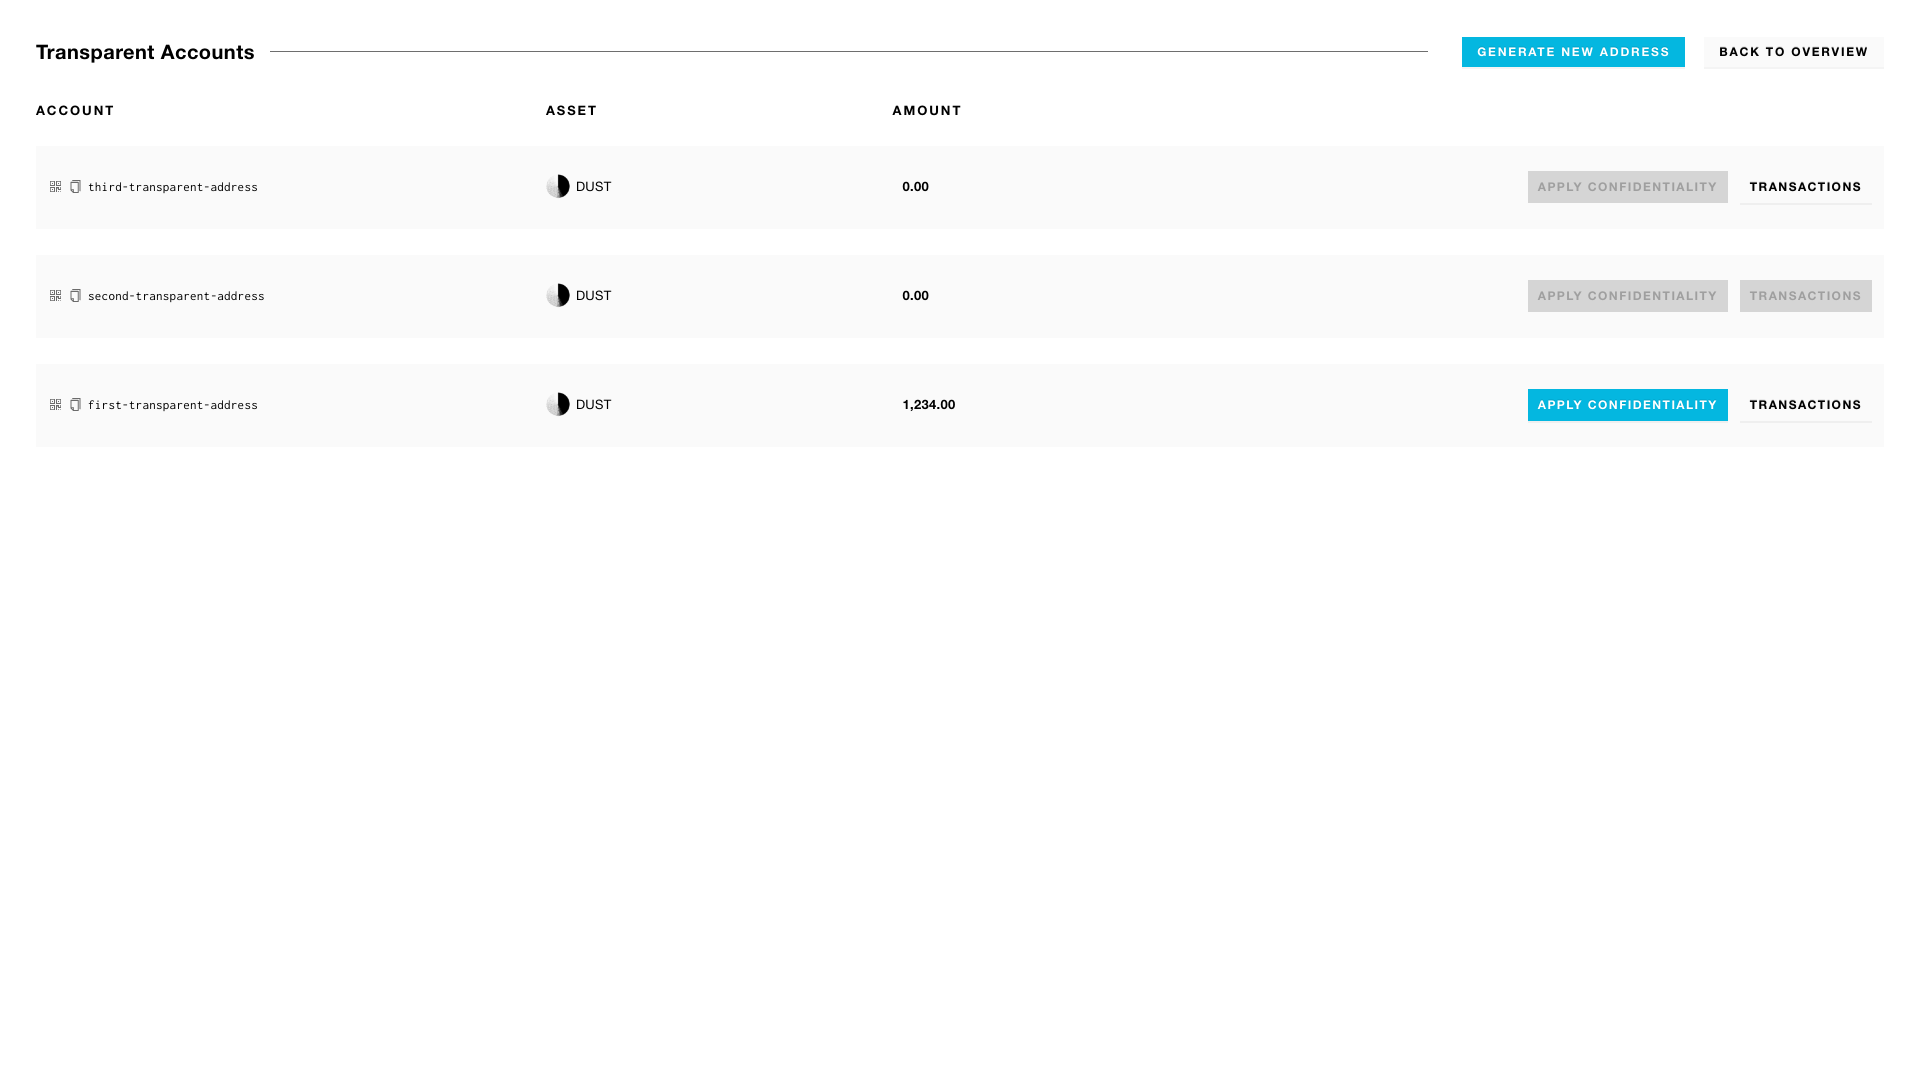 Transparent Accounts GENERATE NEW ADDRESS BACK TO OVERVIEW
ACCOUNT ASSET AMOUNT
third-transparent-address DUST 0.00 APPLY CONFIDENTIALITY TRANSACTIONS
second-transparent-address DUST 0.00 APPLY CONFIDENTIALITY TRANSACTIONS
first-transparent-address DUST 1,234.00 APPLY CONFIDENTIALITY TRANSACTIONS